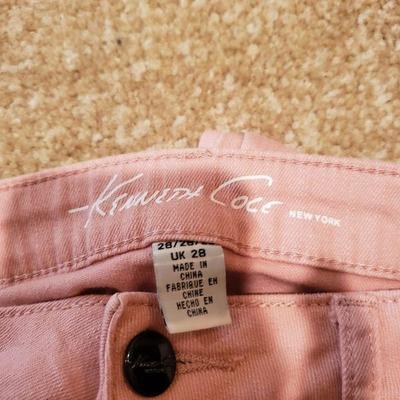 Kenneth Cole NEW YORK
UK 28
MADE IN
CHINA
FABRIQUE EN
CHINE
HECHO EN
CHINA